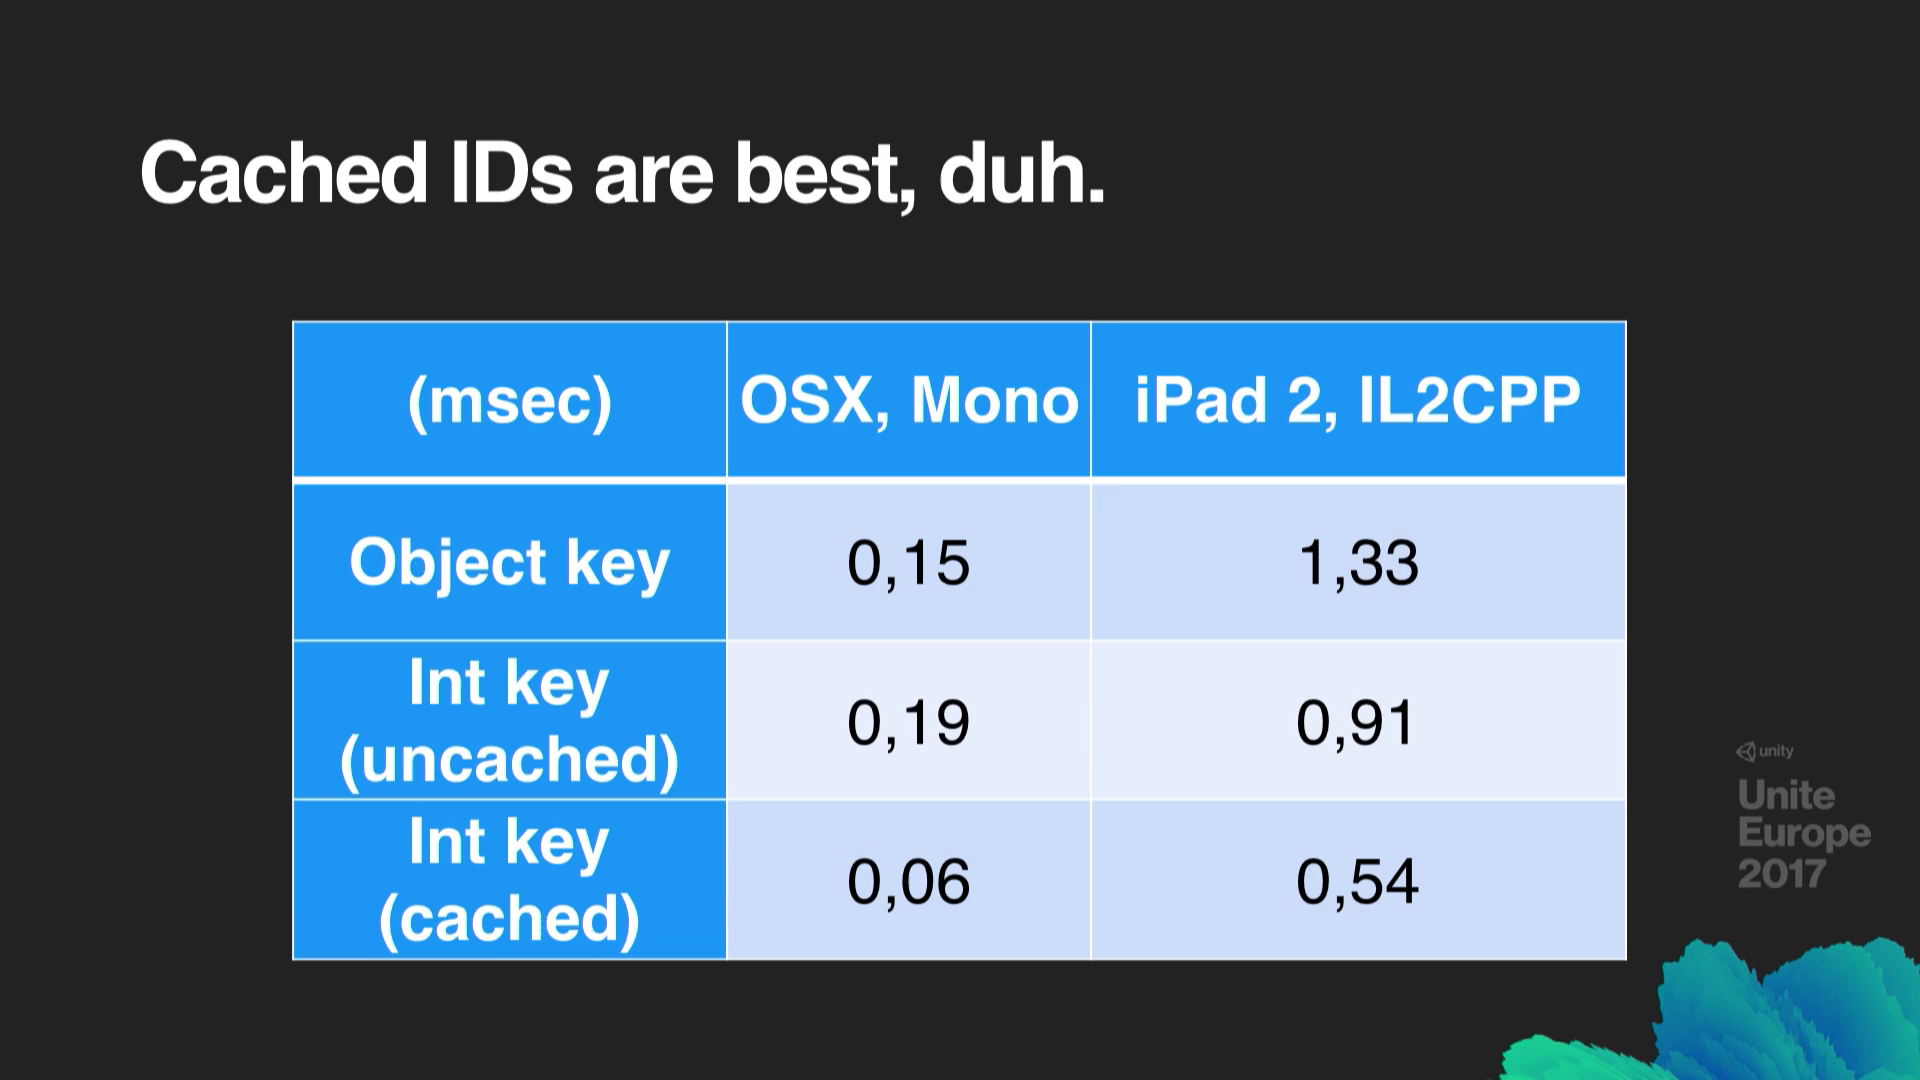 Cached IDs are best, duh.
(msec) OSX, Mono iPad 2, IL2CPP
Object key 0,15 1,33
Int key
(uncached) 0,19 0,91
Int key
(cached) 0,06 0,54
unity
Unite
Europe
2017